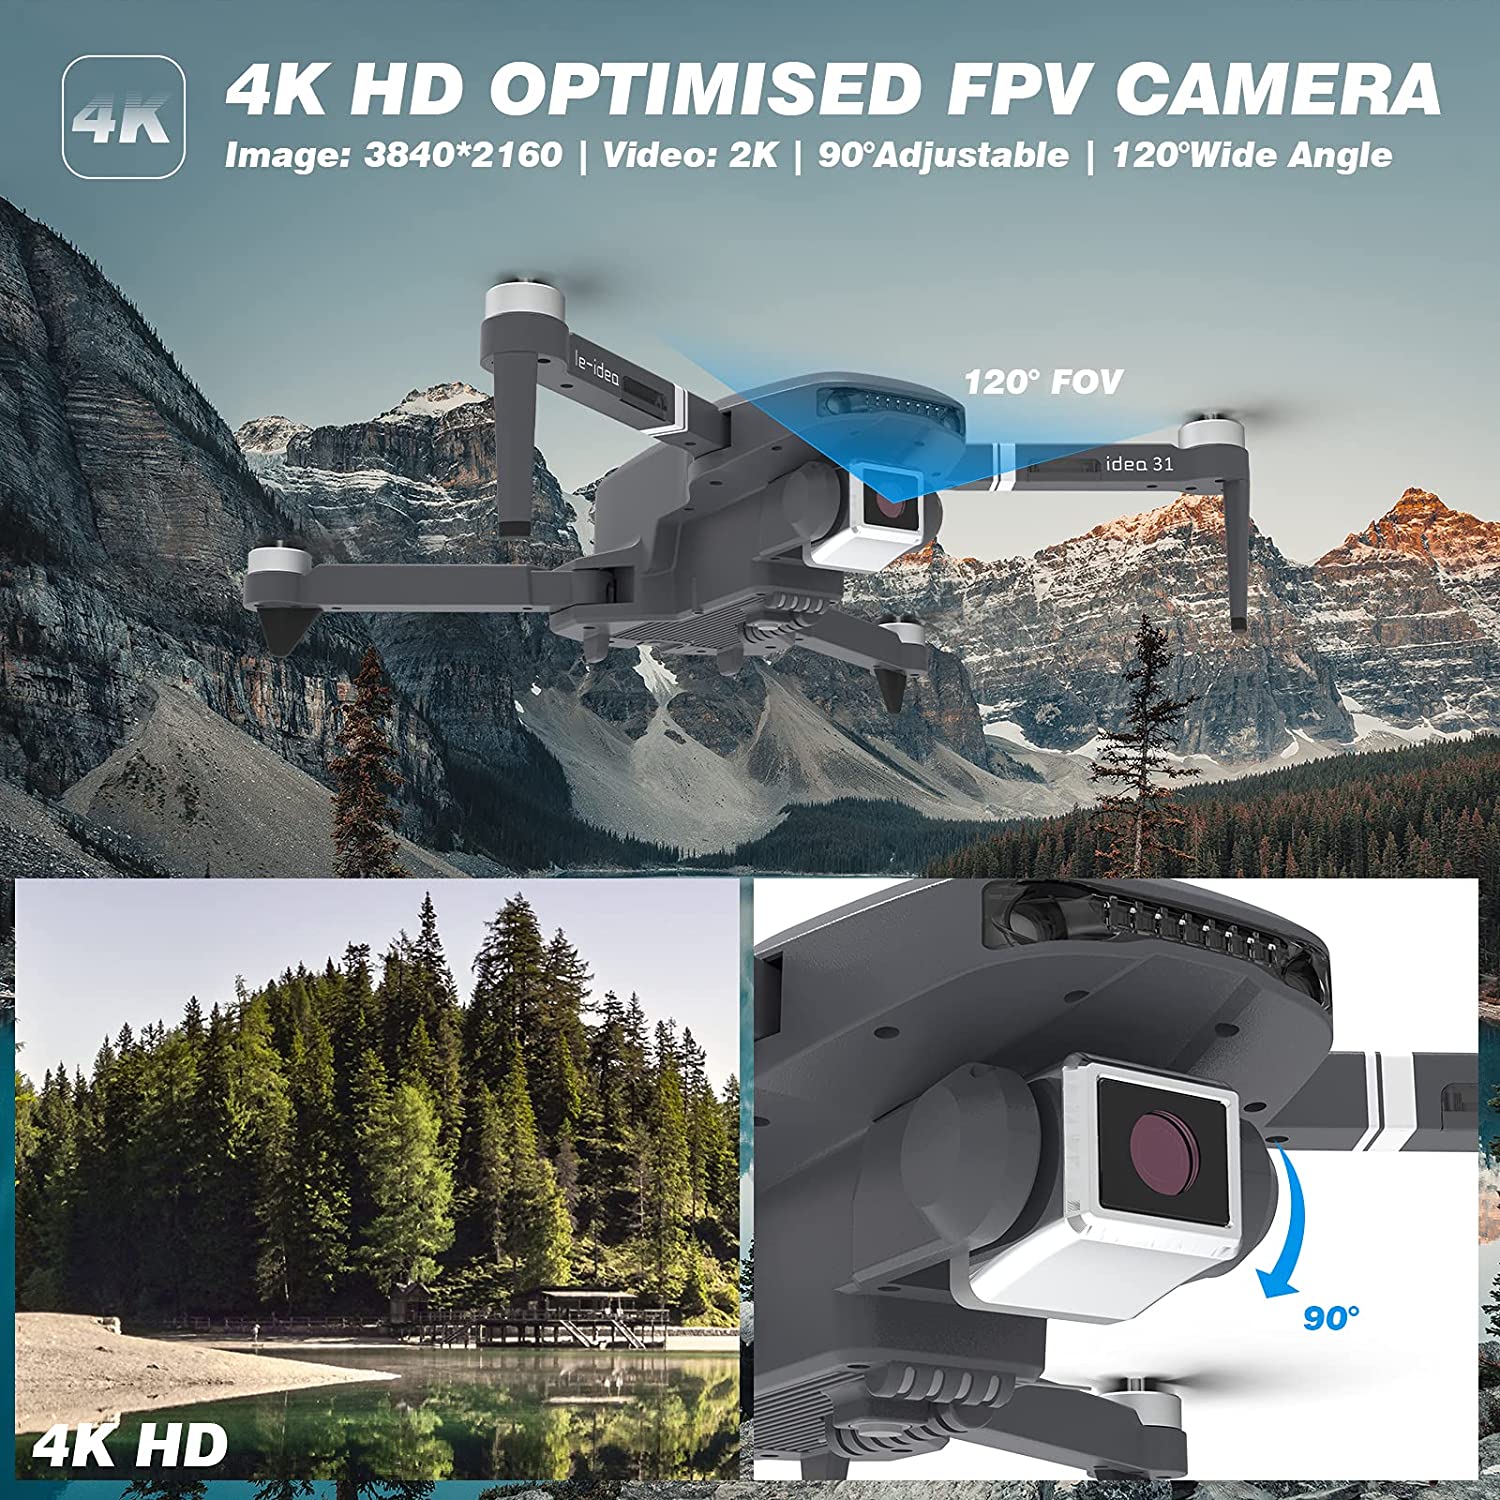 4K
4K HD OPTIMISED FPV CAMERA
Image: 3840*2160 | Video: 2K | 90°Adjustable | 120°Wide Angle
120° FOV
le-idea
idea 31
4K HD
90°